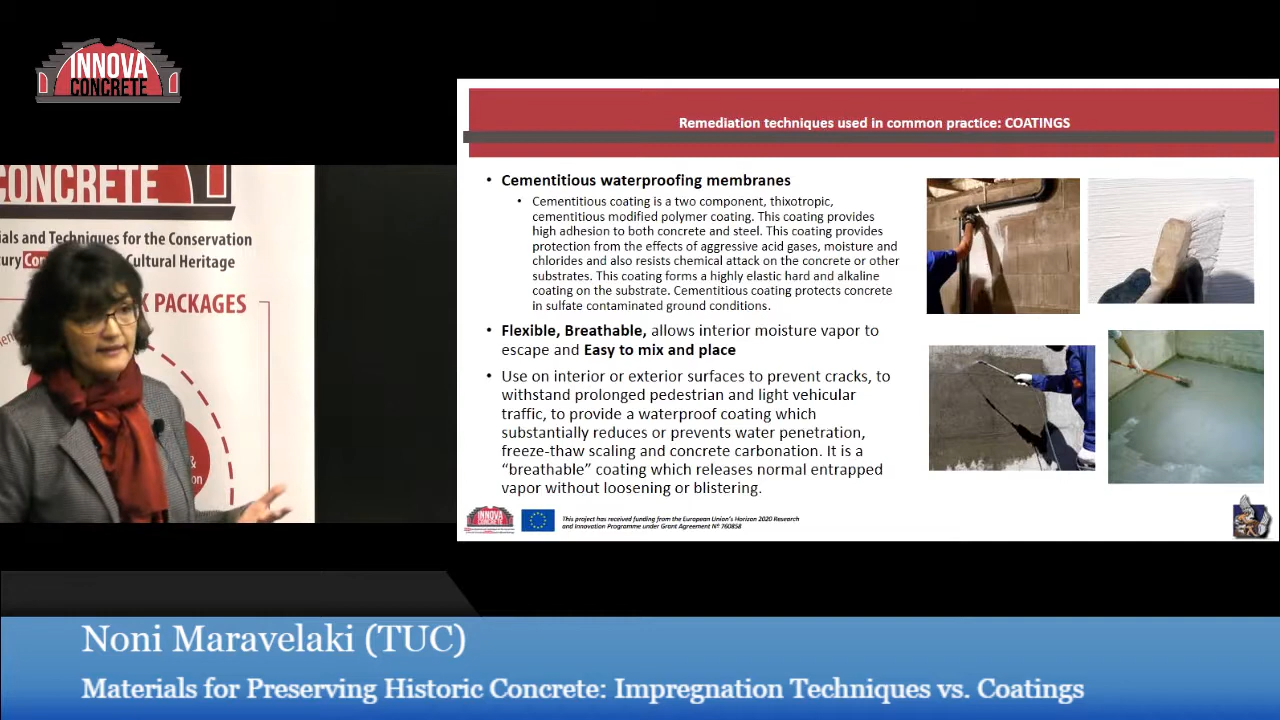 INNOVA
CONCRETE
CONCRETE
ials and Techniques for the Conservation
ury Con Cultural Heritage
K PACKAGES
&
Remediation techniques used in common practice: COATINGS
• Cementitious waterproofing membranes
• Cementitious coating is a two component, thixotropic,
cementitious modified polymer coating. This coating provides
high adhesion to both concrete and steel. This coating provides
protection from the effects of aggressive acid gases, moisture and
chlorides and also resists chemical attack on the concrete or other
substrates. This coating forms a highly elastic hard and alkaline
coating on the substrate. Cementitious coating protects concrete
in sulfate contaminated ground conditions.
• Flexible, Breathable, allows interior moisture vapor to
escape and Easy to mix and place
• Use on interior or exterior surfaces to prevent cracks, to
withstand prolonged pedestrian and light vehicular
traffic, to provide a waterproof coating which
substantially reduces or prevents water penetration,
freeze-thaw scaling and concrete carbonation. It is a
“breathable” coating which releases normal entrapped
vapor without loosening or blistering.
INNOVA
CONCRETE
This project has received funding from the European Union's Horizon 2020 Research
and Innovation Programme under Grant Agreement Nº 760858
Noni Maravelaki (TUC)
Materials for Preserving Historic Concrete: Impregnation Techniques vs. Coatings